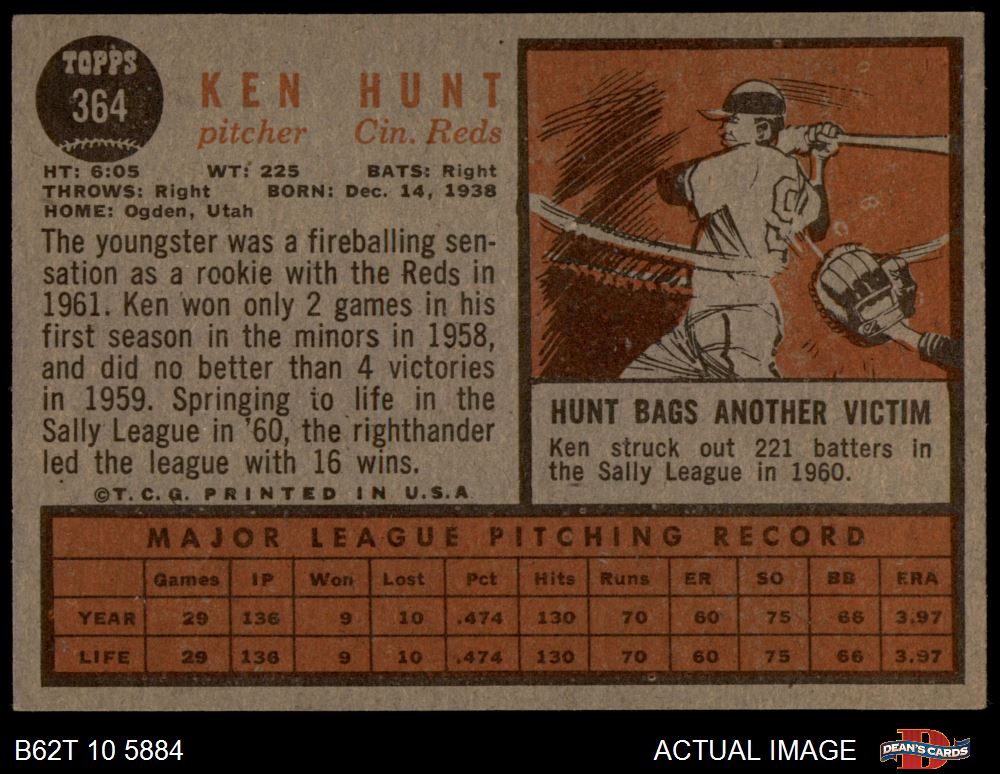 TOPPS
364
KEN HUNT
pitcher Cin. Reds
HT: 6:05 WT: 225 BATS: Right
THROWS: Right BORN: Dec. 14, 1938
HOME: Ogden, Utah
The youngster was a fireballing sen-
sation as a rookie with the Reds in
1961. Ken won only 2 games in his
first season in the minors in 1958,
and did no better than 4 victories
in 1959. Springing to life in the
Sally League in '60, the righthander
led the league with 16 wins.
©T. C. G. PRINTED IN U.S.A
HUNT BAGS ANOTHER VICTIM
Ken struck out 221 batters in
the Sally League in 1960.
MAJOR LEAGUE PITCHING RECORD
Games IP Won Lost Pct Hits Runs ER SO BB ERA
YEAR 29 136 9 10 .474 130 70 60 75 66 3.97
LIFE 29 136 9 10 .474 130 70 60 75 66 3.97
B62T 10 5884 ACTUAL IMAGE DEAN'S CARDS